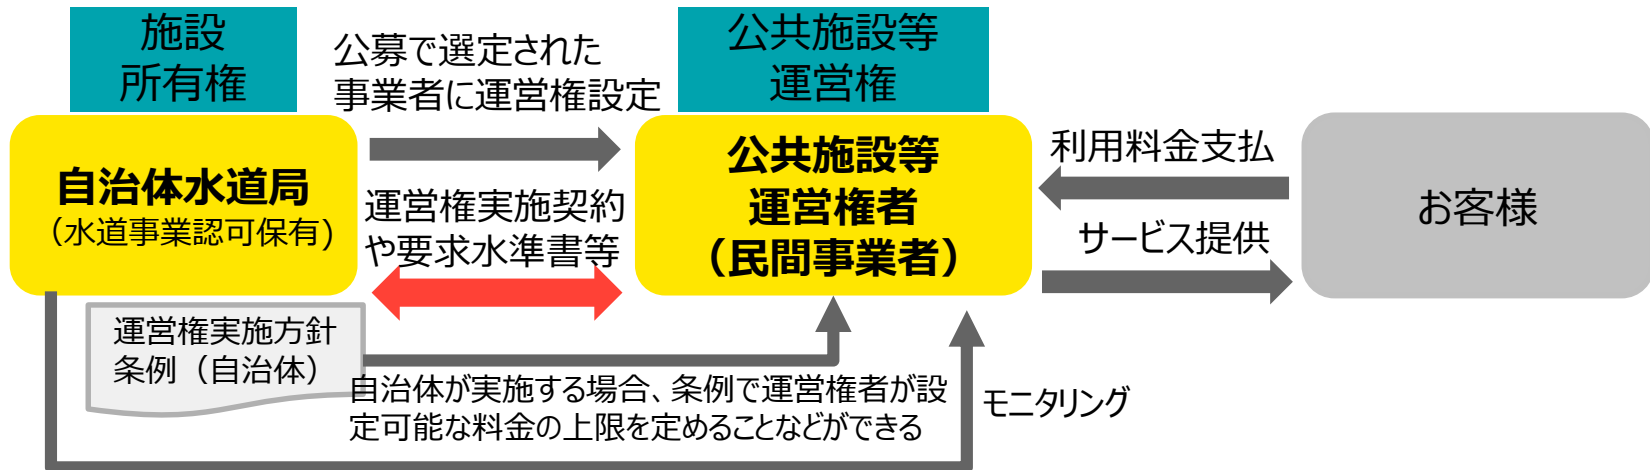 施設
所有権
公募で選定された
事業者に運営権設定
公共施設等
運営権
自治体水道局
（水道事業認可保有)
運営権実施契約
や要求水準書等
公共施設等
運営権者
（民間事業者）
利用料金支払
サービス提供
お客様
運営権実施方針
条例（自治体）
自治体が実施する場合、条例で運営権者が設
定可能な料金の上限を定めることなどができる
モニタリング